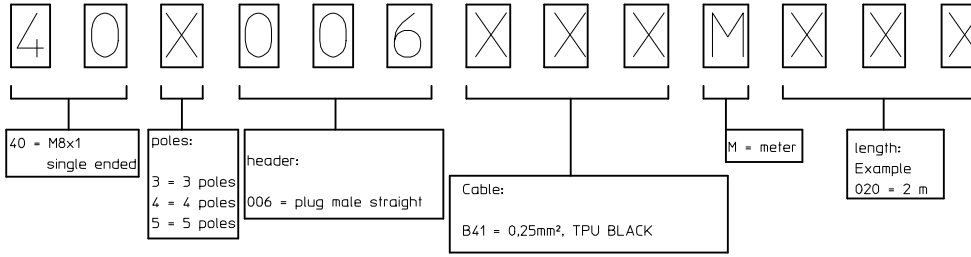 4 0 X 0 0 6 X X X M X X X
40 = M8x1
single ended
poles:
3 = 3 poles
4 = 4 poles
5 = 5 poles
header:
006 = plug male straight
Cable:
B41 = 0,25mm², TPU BLACK
M = meter
length:
Example
020 = 2 m